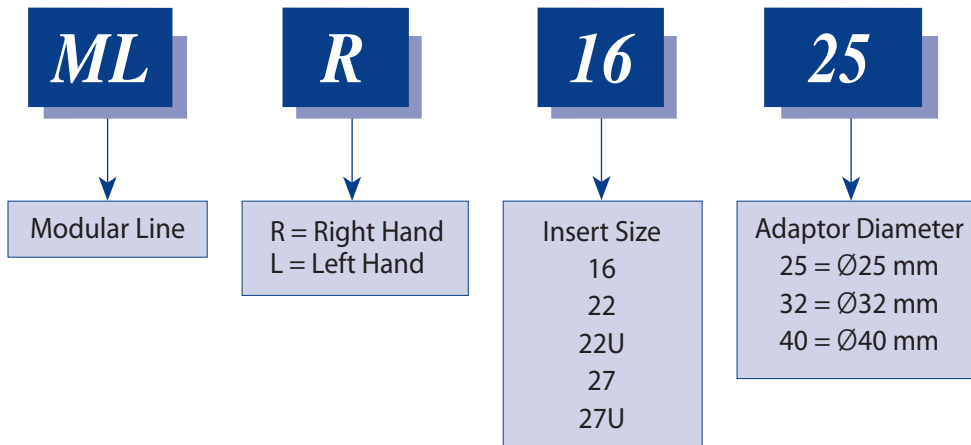 ML
R
16
25
Modular Line
R = Right Hand
L = Left Hand
Insert Size
16
22
22U
27
27U
Adaptor Diameter
25 = Ø25 mm
32 = Ø32 mm
40 = Ø40 mm